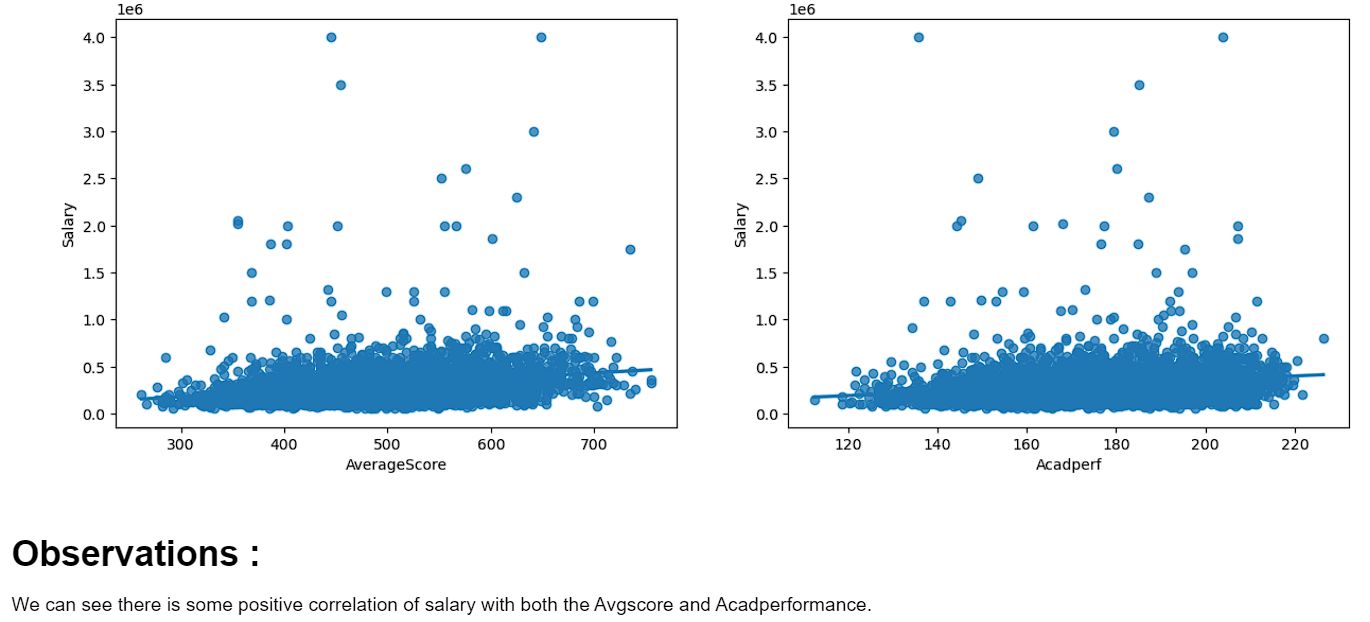 1e6
4.0
3.5
3.0
2.5
2.0
1.5
1.0
0.5
0.0
Salary
300 400 500 600 700
AverageScore
1e6
4.0
3.5
3.0
2.5
2.0
1.5
1.0
0.5
0.0
Salary
120 140 160 180 200 220
Acadperf
Observations :
We can see there is some positive correlation of salary with both the Avgscore and Acadperformance.